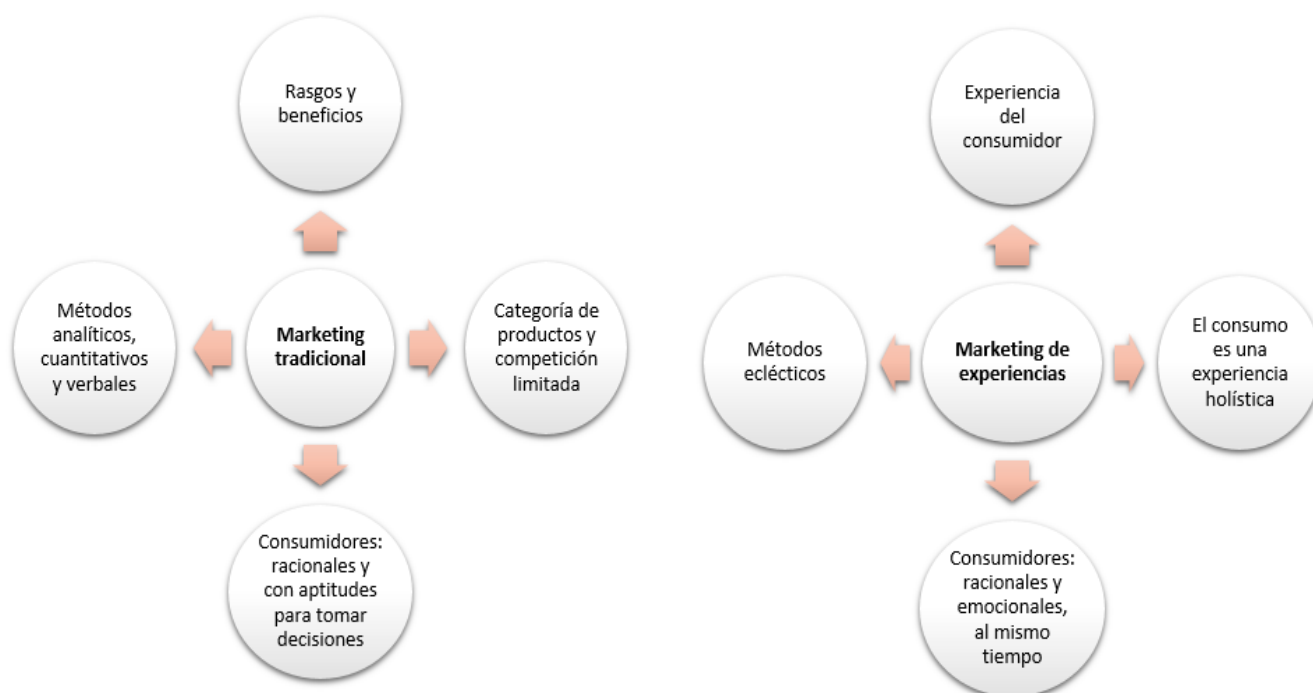 Rasgos y
beneficios
Métodos
analíticos,
cuantitativos
y verbales
Marketing
tradicional
Categoría de
productos y
competición
limitada
Consumidores:
racionales y
con aptitudes
para tomar
decisiones
Experiencia
del
consumidor
Métodos
eclécticos
Marketing de
experiencias
El consumo
es una
experiencia
holística
Consumidores:
racionales y
emocionales,
al mismo
tiempo